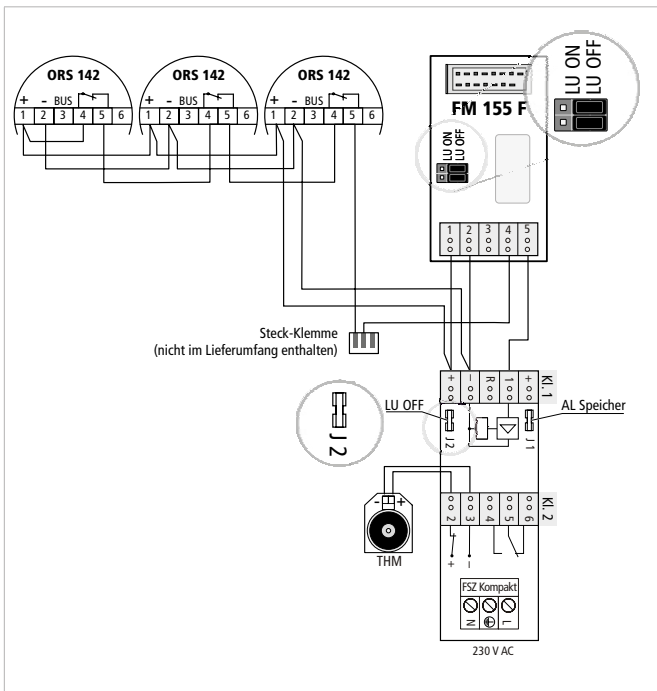 ORS 142
ORS 142
ORS 142
+ - BUS
1 2 3 4 5 6
+ - BUS
1 2 3 4 5 6
+ - BUS
1 2 3 4 5 6
FM 155 F
LU ON
LU OFF
LU ON
LU OFF
1 2 3 4 5
Steck-Klemme
(nicht im Lieferumfang enthalten)
+ – R 1 +
Kl. 1
LU OFF
AL Speicher
J 2
J 2
J 1
- +
THM
2 3 4 5 6
Kl. 2
+ –
FSZ Kompakt
N L
230 V AC